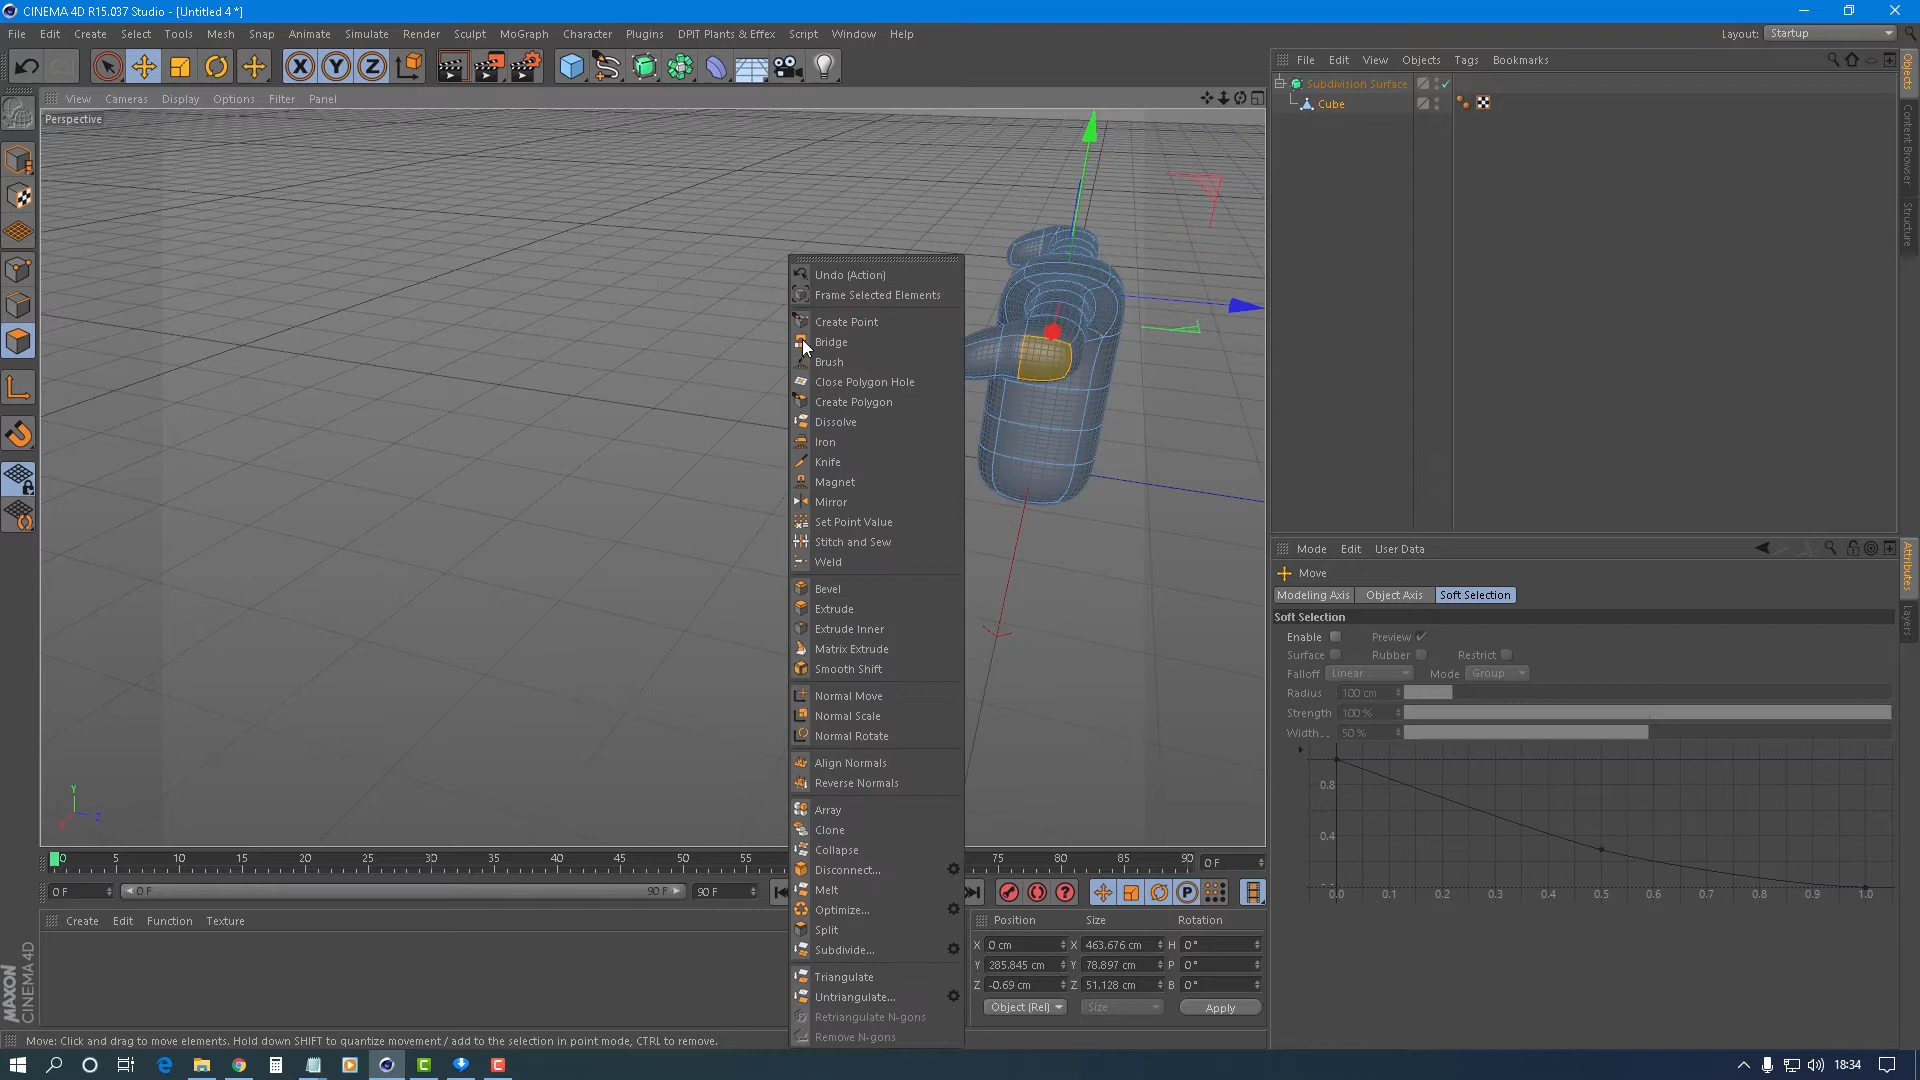 CINEMA 4D R15.037 Studio - [Untitled 4 *]
File Edit Create Select Tools Mesh Snap Animate Simulate Render Sculpt MoGraph Character Plugins DPIT Plants & Effex Script Window Help
Layout: Startup
X Y Z
File Edit View Objects Tags Bookmarks
View Cameras Display Options Filter Panel
Perspective
Subdivision Surface
Cube
Objects
Content Browser
Structure
Undo (Action)
Frame Selected Elements
Create Point
Bridge
Brush
Close Polygon Hole
Create Polygon
Dissolve
Iron
Knife
Magnet
Mirror
Set Point Value
Stitch and Sew
Weld
Bevel
Extrude
Extrude Inner
Matrix Extrude
Smooth Shift
Normal Move
Normal Scale
Normal Rotate
Align Normals
Reverse Normals
Array
Clone
Collapse
Disconnect...
Melt
Optimize...
Split
Subdivide...
Triangulate
Untriangulate...
Retriangulate N-gons
Remove N-gons
Mode Edit User Data
Move
Modeling Axis Object Axis Soft Selection
Soft Selection
Enable Preview
Surface Rubber Restrict
Falloff Linear Mode Group
Radius 100 cm
Strength 100 %
Width.. 50 %
0.8
0.4
0.0 0.1 0.2 0.3 0.4 0.5 0.6 0.7 0.8 0.9 1.0
Attributes
Layers
Y
Z
X
0 5 10 15 20 25 30 35 40 45 50 55 75 80 85 90 0 F
0 F 0 F 90 F 90 F
Create Edit Function Texture
Position Size Rotation
X 0 cm X 463.676 cm H 0 °
Y 285.845 cm Y 78.897 cm P 0 °
Z -0.69 cm Z 51.128 cm B 0 °
Object (Rel) Size Apply
MAXON
CINEMA 4D
Move: Click and drag to move elements. Hold down SHIFT to quantize movement / add to the selection in point mode, CTRL to remove.
18:34